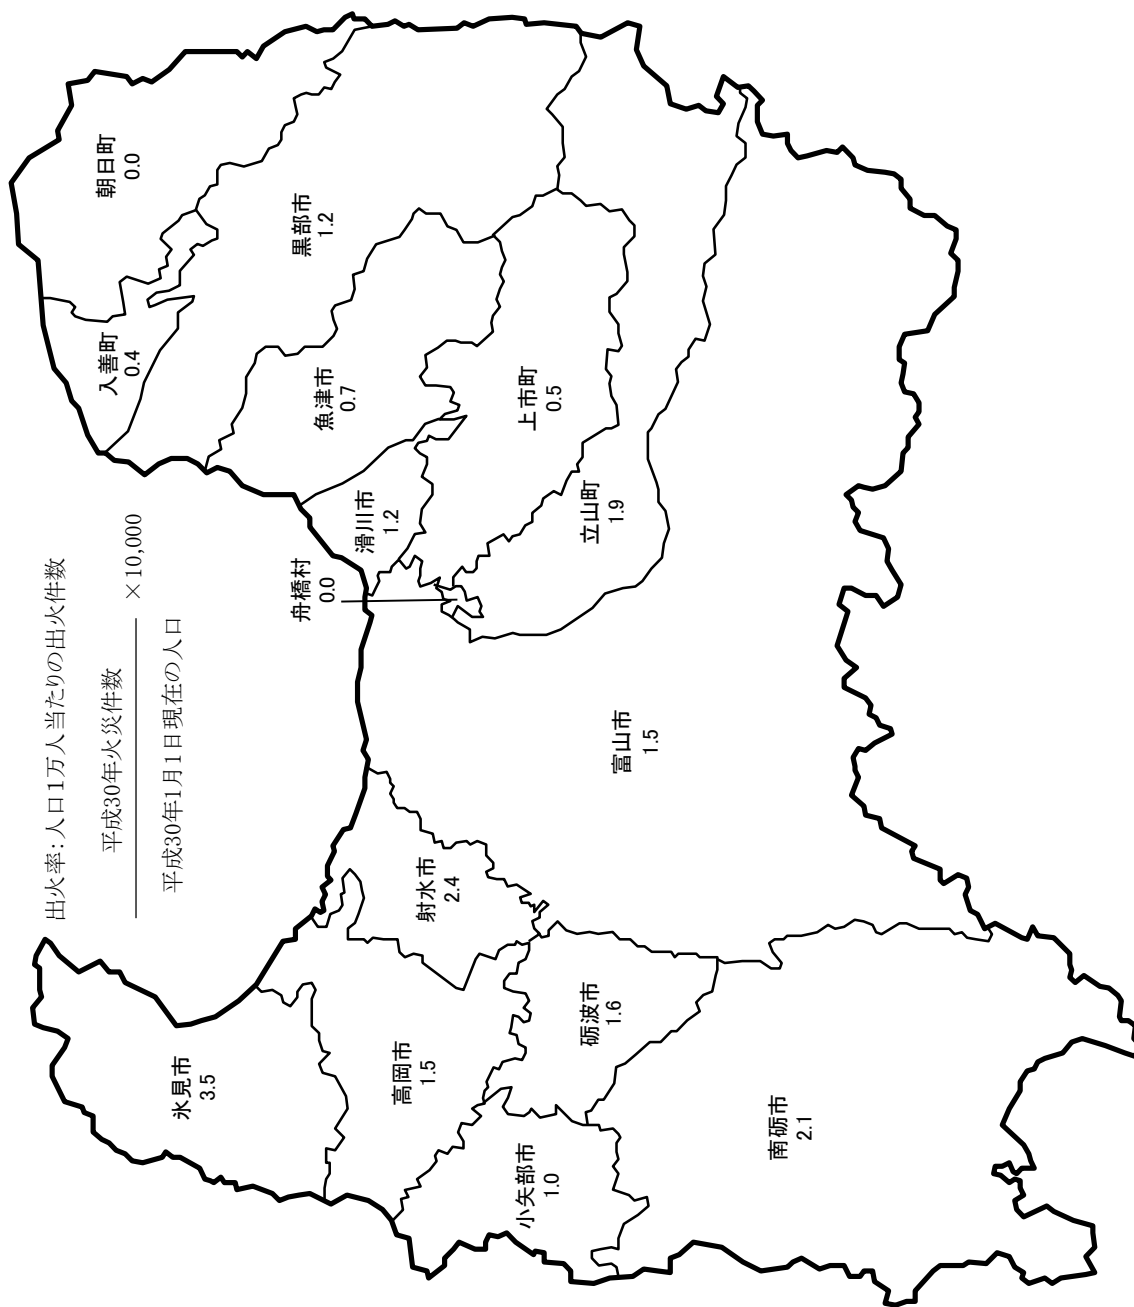 出火率：人口1万人当たりの出火件数
平成30年火災件数
×10,000
平成30年1月1日現在の人口
氷見市
3.5
高岡市
1.5
射水市
2.4
小矢部市
1.0
砺波市
1.6
南砺市
2.1
富山市
1.5
舟橋村
0.0
滑川市
1.2
立山町
1.9
上市町
0.5
魚津市
0.7
黒部市
1.2
入善町
0.4
朝日町
0.0